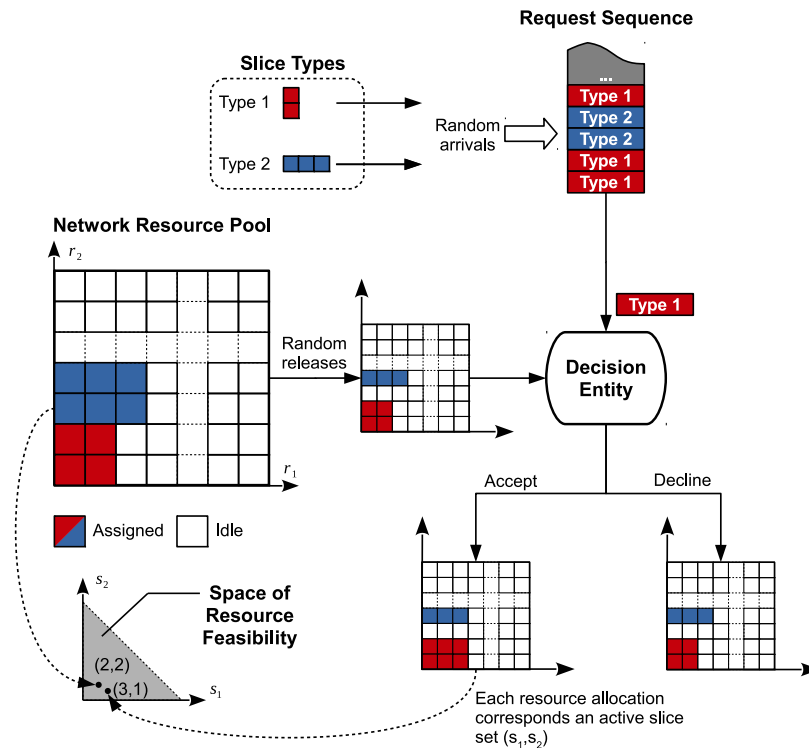 Request Sequence
Slice Types
Type 1
Type 2
Random
arrivals
...
Type 1
Type 2
Type 2
Type 1
Type 1
Network Resource Pool
r2
r1
Random
releases
Type 1
Decision
Entity
Accept
Decline
Assigned
Idle
s2
Space of
Resource
Feasibility
(2,2)
(3,1)
s1
Each resource allocation
corresponds an active slice
set (s1,s2)